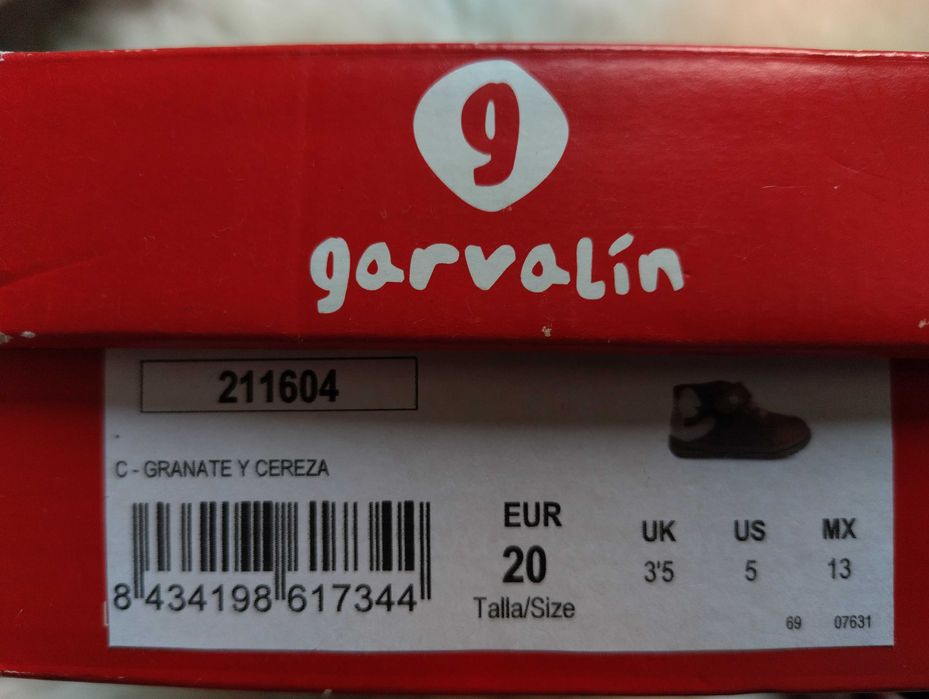 g
garvalín
211604
C - GRANATE Y CEREZA
8 434198 617344
EUR UK US MX
20 3'5 5 13
Talla/Size
69 07631